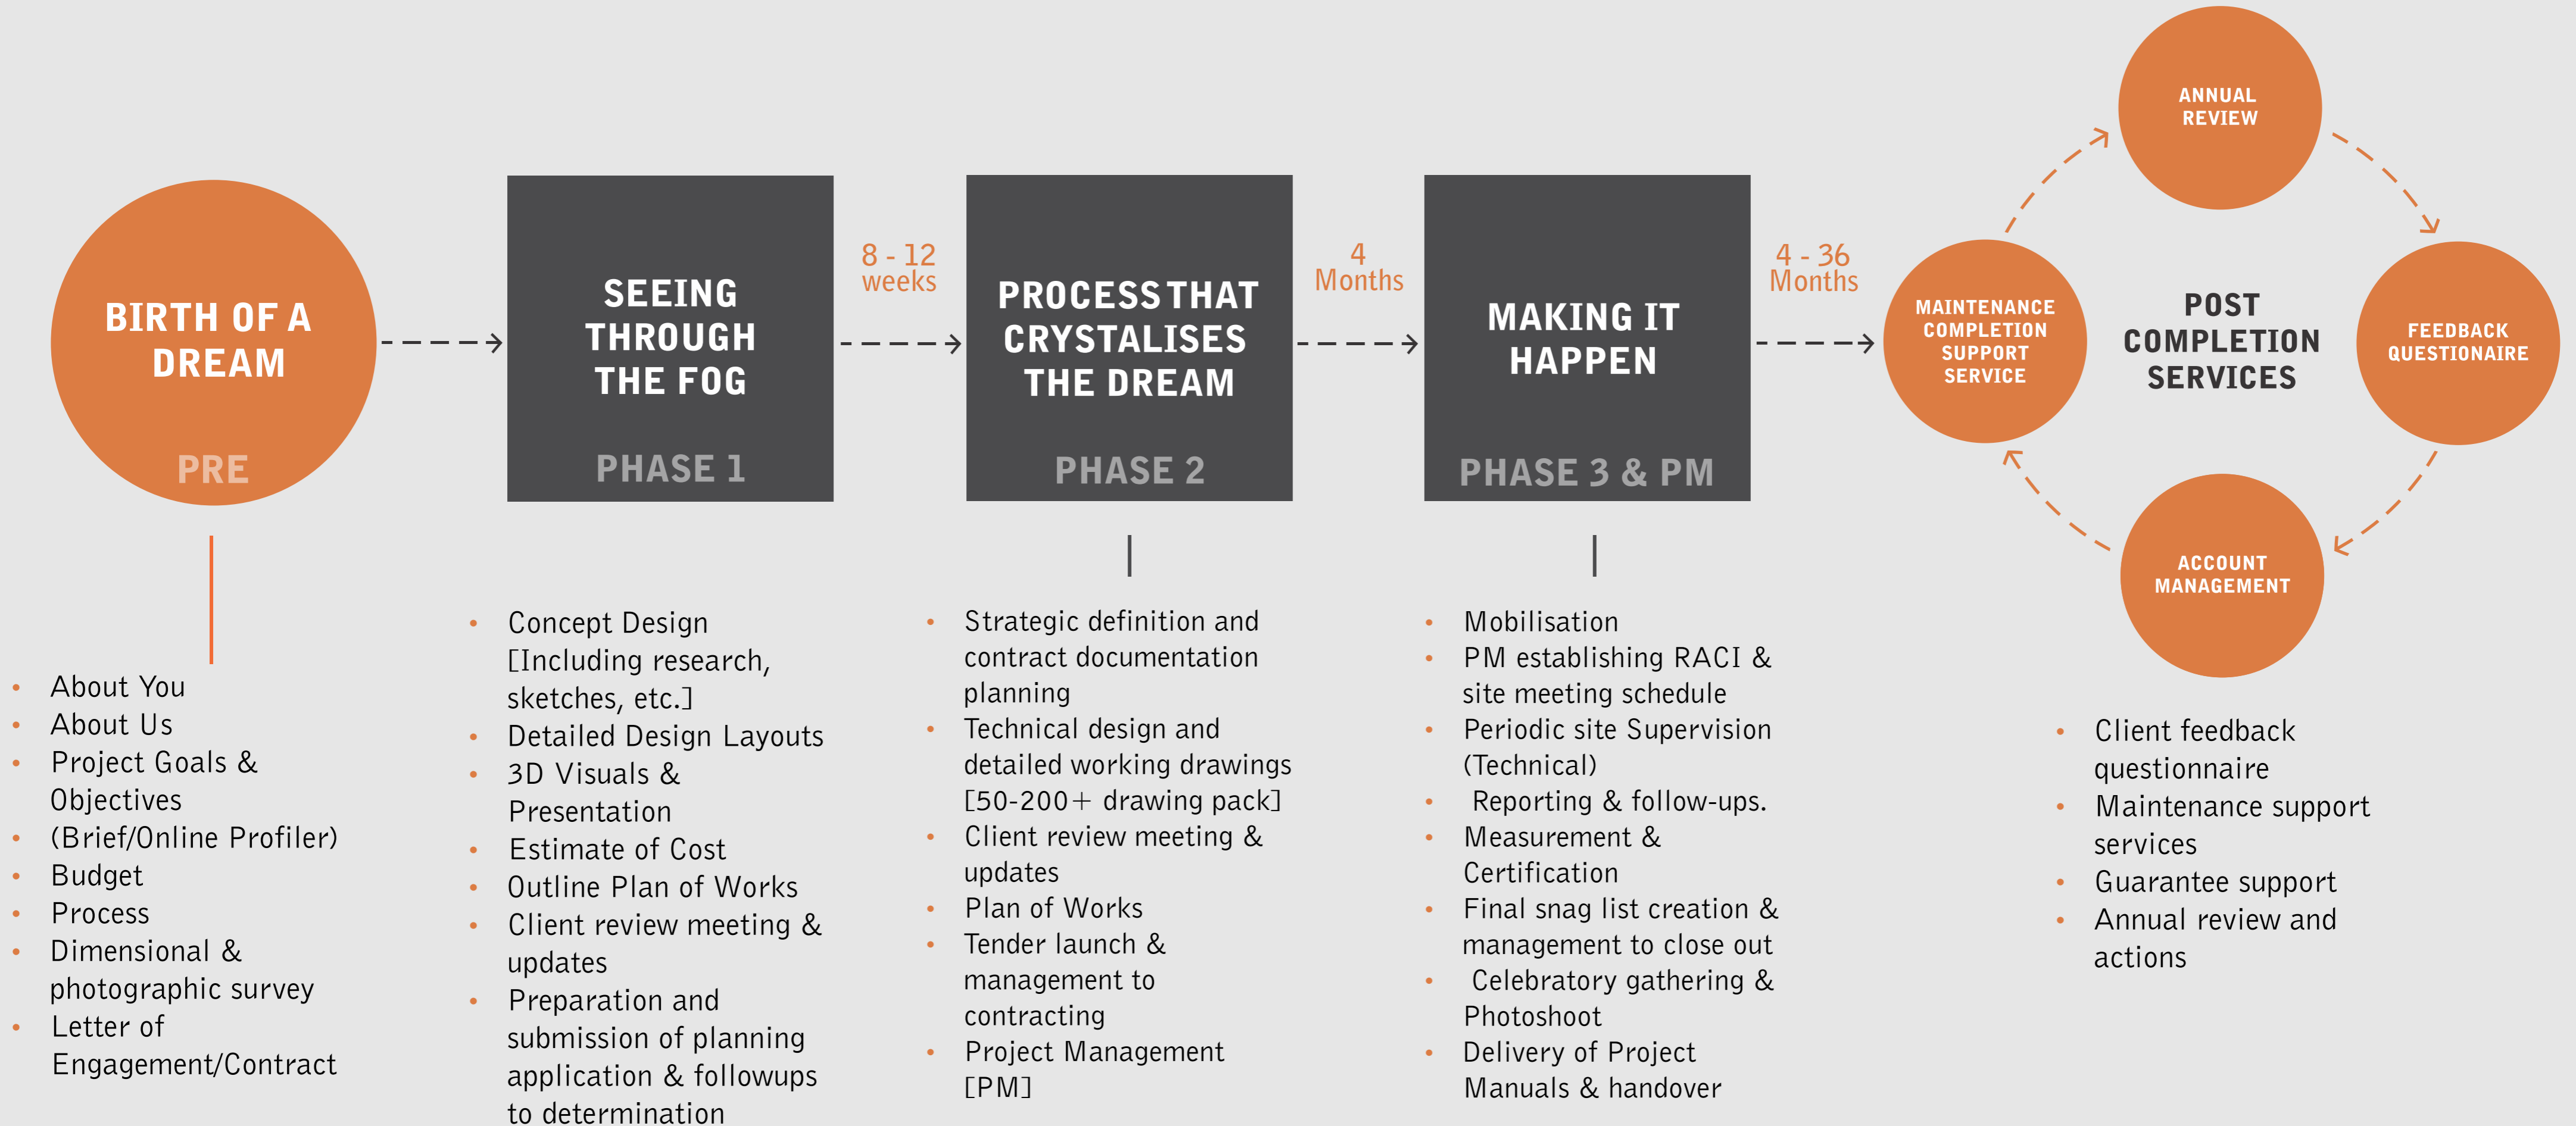 BIRTH OF A
DREAM
PRE
SEEING
THROUGH
THE FOG
PHASE 1
8 - 12
weeks
PROCESS THAT
CRYSTALISES
THE DREAM
PHASE 2
4
Months
MAKING IT
HAPPEN
PHASE 3 & PM
4 - 36
Months
ANNUAL
REVIEW
MAINTENANCE
COMPLETION
SUPPORT
SERVICE
POST
COMPLETION
SERVICES
FEEDBACK
QUESTIONAIRE
ACCOUNT
MANAGEMENT
• About You
• About Us
• Project Goals &
Objectives
• (Brief/Online Profiler)
• Budget
• Process
• Dimensional &
photographic survey
• Letter of
Engagement/Contract
• Concept Design
[Including research,
sketches, etc.]
• Detailed Design Layouts
• 3D Visuals &
Presentation
• Estimate of Cost
• Outline Plan of Works
• Client review meeting &
updates
• Preparation and
submission of planning
application & followups
to determination
• Strategic definition and
contract documentation
planning
• Technical design and
detailed working drawings
[50-200+ drawing pack]
• Client review meeting &
updates
• Plan of Works
• Tender launch &
management to
contracting
• Project Management
[PM]
• Mobilisation
• PM establishing RACI &
site meeting schedule
• Periodic site Supervision
(Technical)
• Reporting & follow-ups.
• Measurement &
Certification
• Final snag list creation &
management to close out
• Celebratory gathering &
Photoshoot
• Delivery of Project
Manuals & handover
• Client feedback
questionnaire
• Maintenance support
services
• Guarantee support
• Annual review and
actions